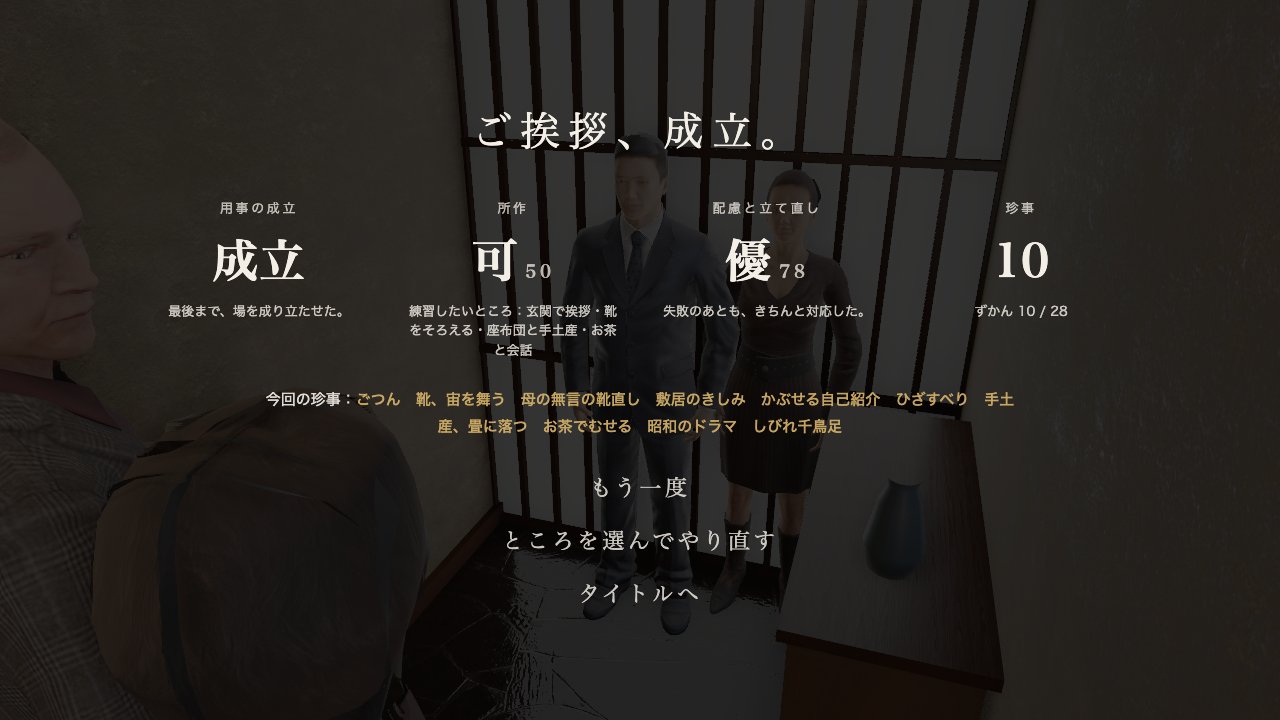 ご挨拶、成立。
用事の成立
成立
最後まで、場を成り立たせた。
所作
可 50
練習したいところ：玄関で挨拶・靴
をそろえる・座布団と手土産・お茶
と会話
配慮と立て直し
優 78
失敗のあとも、きちんと対応した。
珍事
10
ずかん 10 / 28
今回の珍事：ごつん　靴、宙を舞う　母の無言の靴直し　敷居のきしみ　かぶせる自己紹介　ひざすべり　手土
産、畳に落つ　お茶でむせる　昭和のドラマ　しびれ千鳥足
もう一度
ところを選んでやり直す
タイトルへ